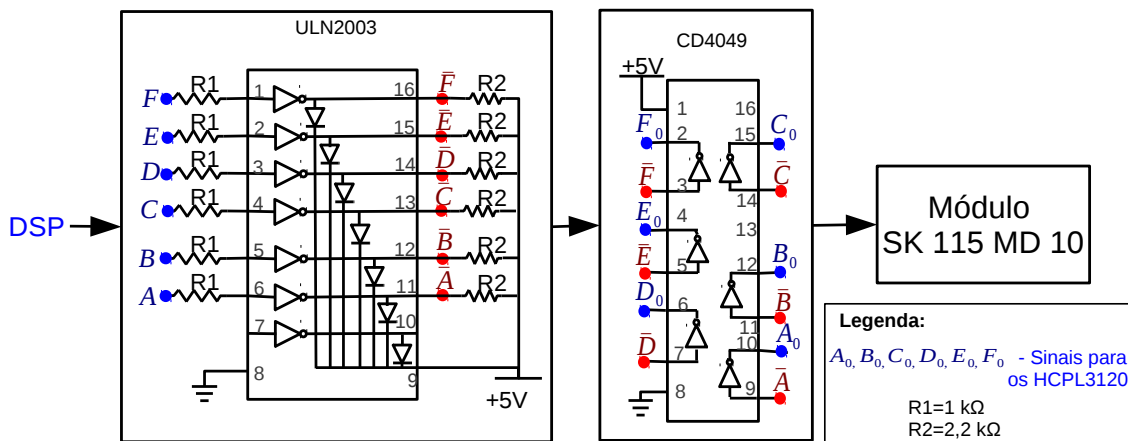 ULN2003
F R1 1 16 F̅ R2
E R1 2 15 E̅ R2
D R1 3 14 D̅ R2
C R1 4 13 C̅ R2
B R1 5 12 B̅ R2
A R1 6 11 A̅ R2
7 10
8 9
+5V
DSP
CD4049
+5V
1 16
F₀ 2 15 C₀
F̅ 3 14 C̅
E₀ 4 13
E̅ 5 12 B₀
D₀ 6 11 B̅
D̅ 7 10 A₀
8 9 A̅
Módulo
SK 115 MD 10
Legenda:
A₀, B₀, C₀, D₀, E₀, F₀ - Sinais para
os HCPL3120
R1=1 kΩ
R2=2,2 kΩ